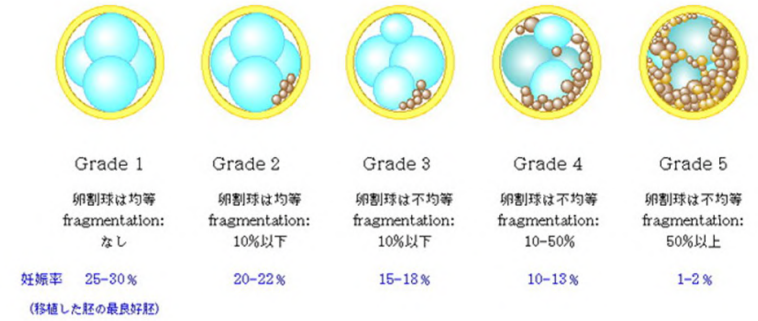 Grade 1 Grade 2 Grade 3 Grade 4 Grade 5
卵割球は均等 卵割球は均等 卵割球は不均等 卵割球は不均等 卵割球は不均等
fragmentation: fragmentation: fragmentation: fragmentation: fragmentation:
なし 10%以下 10%以下 10-50% 50%以上
妊娠率 25-30% 20-22% 15-18% 10-13% 1-2%
(移植した胚の最良好胚)